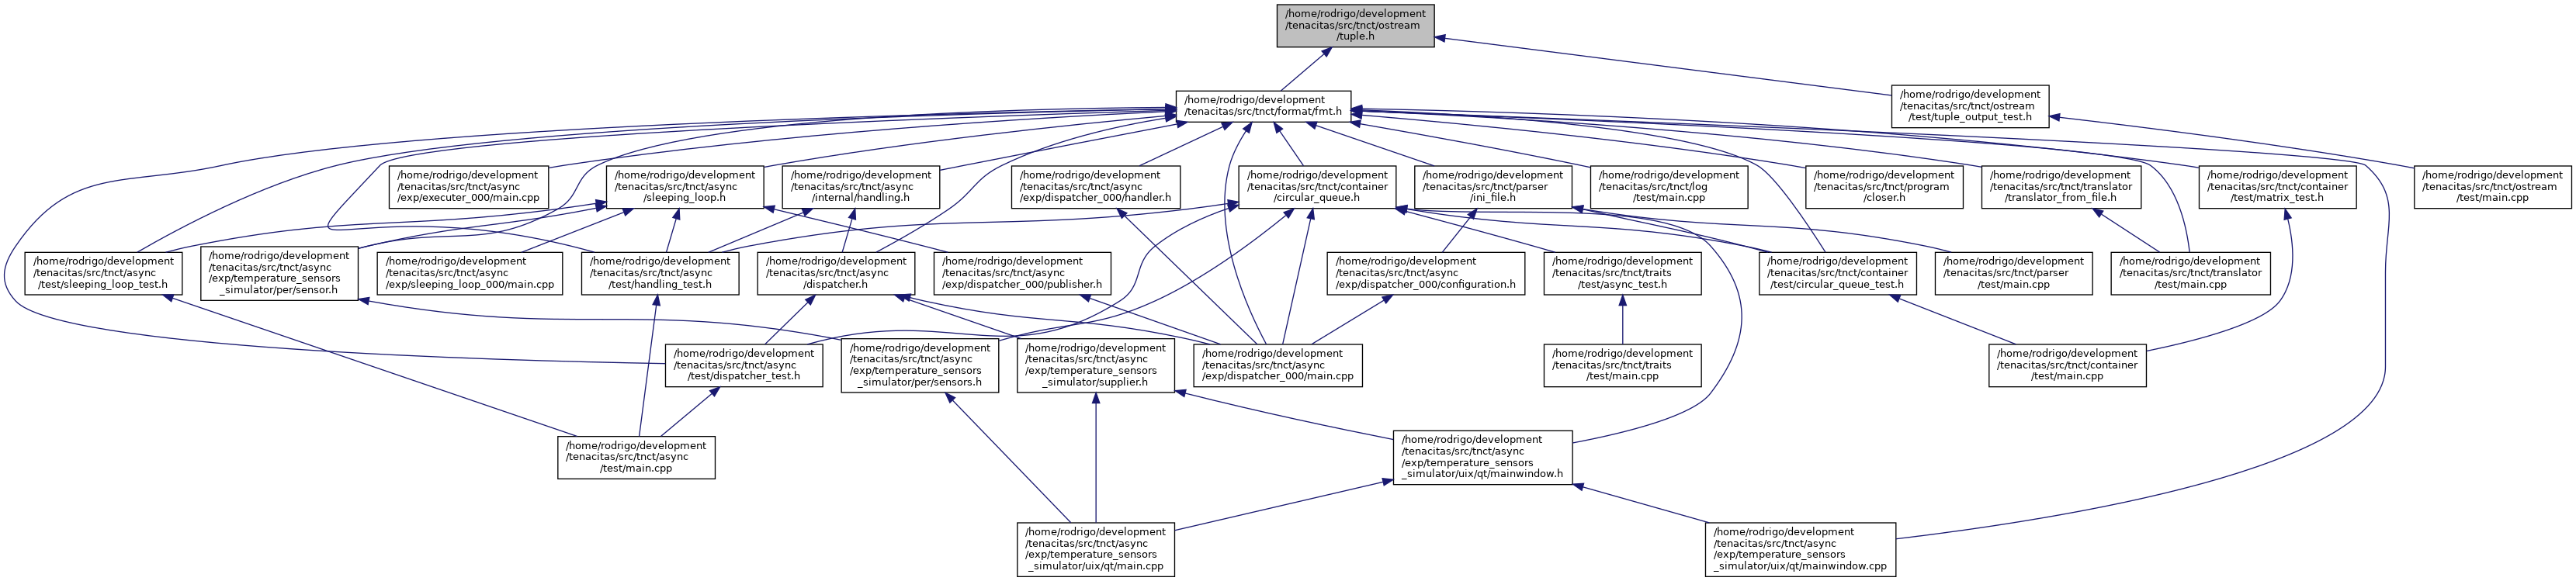 /home/rodrigo/development
/tenacitas/src/tnct/ostream
/tuple.h
/home/rodrigo/development
/tenacitas/src/tnct/format/fmt.h
/home/rodrigo/development
/tenacitas/src/tnct/ostream
/test/tuple_output_test.h
/home/rodrigo/development
/tenacitas/src/tnct/async
/exp/executer_000/main.cpp
/home/rodrigo/development
/tenacitas/src/tnct/async
/sleeping_loop.h
/home/rodrigo/development
/tenacitas/src/tnct/async
/internal/handling.h
/home/rodrigo/development
/tenacitas/src/tnct/async
/exp/dispatcher_000/handler.h
/home/rodrigo/development
/tenacitas/src/tnct/container
/circular_queue.h
/home/rodrigo/development
/tenacitas/src/tnct/parser
/ini_file.h
/home/rodrigo/development
/tenacitas/src/tnct/log
/test/main.cpp
/home/rodrigo/development
/tenacitas/src/tnct/program
/closer.h
/home/rodrigo/development
/tenacitas/src/tnct/translator
/translator_from_file.h
/home/rodrigo/development
/tenacitas/src/tnct/container
/test/matrix_test.h
/home/rodrigo/development
/tenacitas/src/tnct/ostream
/test/main.cpp
/home/rodrigo/development
/tenacitas/src/tnct/async
/test/sleeping_loop_test.h
/home/rodrigo/development
/tenacitas/src/tnct/async
/exp/temperature_sensors
_simulator/per/sensor.h
/home/rodrigo/development
/tenacitas/src/tnct/async
/exp/sleeping_loop_000/main.cpp
/home/rodrigo/development
/tenacitas/src/tnct/async
/test/handling_test.h
/home/rodrigo/development
/tenacitas/src/tnct/async
/dispatcher.h
/home/rodrigo/development
/tenacitas/src/tnct/async
/exp/dispatcher_000/publisher.h
/home/rodrigo/development
/tenacitas/src/tnct/async
/exp/dispatcher_000/configuration.h
/home/rodrigo/development
/tenacitas/src/tnct/traits
/test/async_test.h
/home/rodrigo/development
/tenacitas/src/tnct/container
/test/circular_queue_test.h
/home/rodrigo/development
/tenacitas/src/tnct/parser
/test/main.cpp
/home/rodrigo/development
/tenacitas/src/tnct/translator
/test/main.cpp
/home/rodrigo/development
/tenacitas/src/tnct/async
/test/dispatcher_test.h
/home/rodrigo/development
/tenacitas/src/tnct/async
/exp/temperature_sensors
_simulator/per/sensors.h
/home/rodrigo/development
/tenacitas/src/tnct/async
/exp/temperature_sensors
_simulator/supplier.h
/home/rodrigo/development
/tenacitas/src/tnct/async
/exp/dispatcher_000/main.cpp
/home/rodrigo/development
/tenacitas/src/tnct/traits
/test/main.cpp
/home/rodrigo/development
/tenacitas/src/tnct/container
/test/main.cpp
/home/rodrigo/development
/tenacitas/src/tnct/async
/test/main.cpp
/home/rodrigo/development
/tenacitas/src/tnct/async
/exp/temperature_sensors
_simulator/uix/qt/mainwindow.h
/home/rodrigo/development
/tenacitas/src/tnct/async
/exp/temperature_sensors
_simulator/uix/qt/main.cpp
/home/rodrigo/development
/tenacitas/src/tnct/async
/exp/temperature_sensors
_simulator/uix/qt/mainwindow.cpp